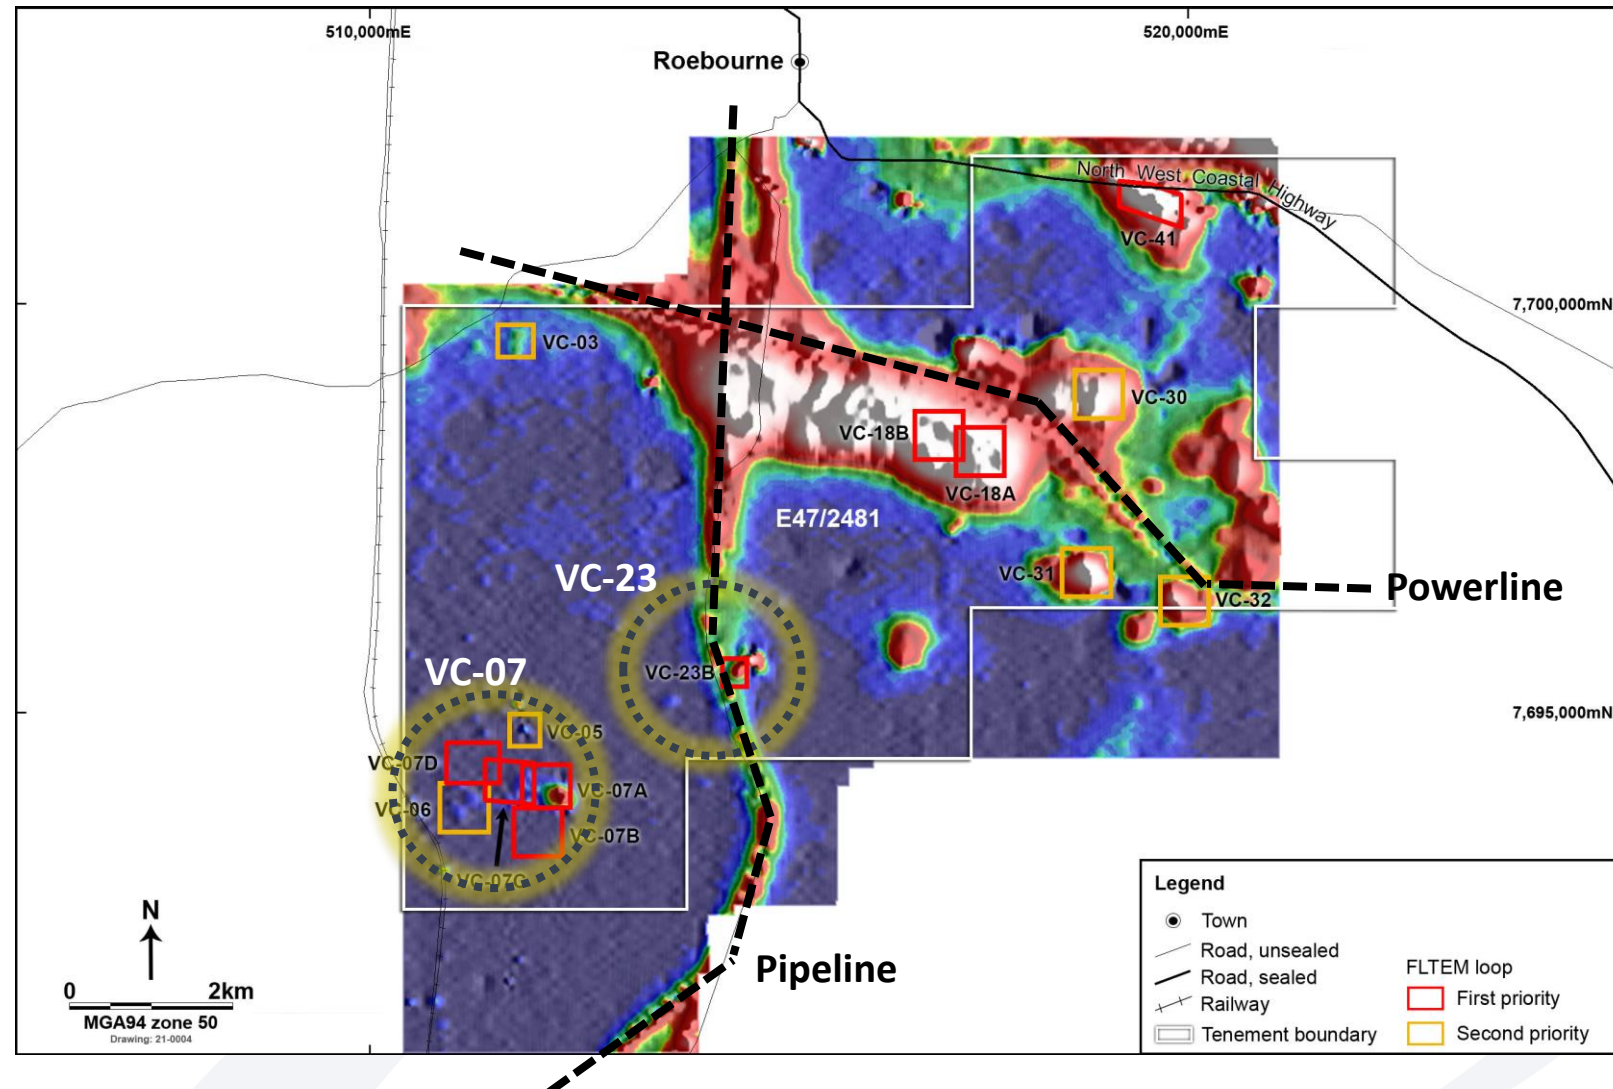 510,000mE
520,000mE
Roebourne
North West Coastal Highway
VC-41
7,700,000mN
VC-03
VC-30
VC-18B
VC-18A
E47/2481
VC-23
VC-31
Powerline
VC-32
VC-07
VC-23B
7,695,000mN
VC-05
VC-07D
VC-07A
VC-06
VC-07B
VC-07C
N
Pipeline
0 2km
MGA94 zone 50
Drawing: 21-0004
Legend
Town
Road, unsealed
Road, sealed
Railway
Tenement boundary
FLTEM loop
First priority
Second priority